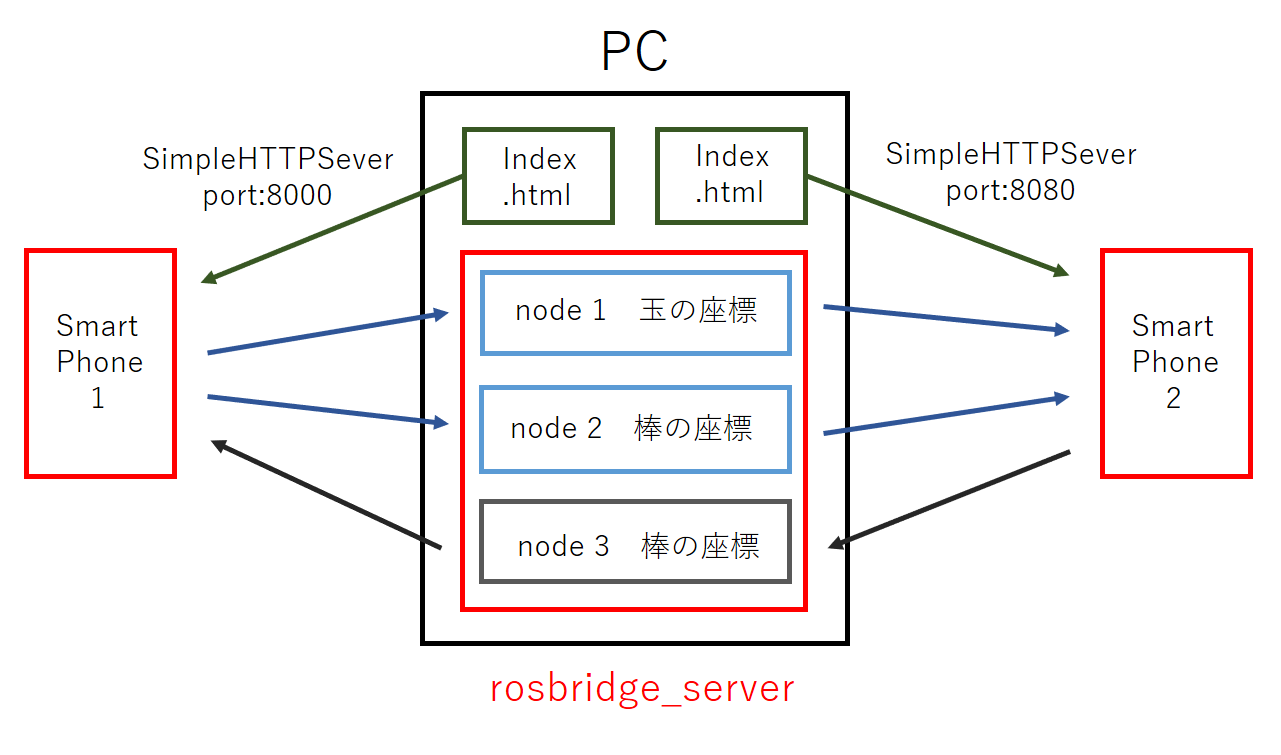 PC
SimpleHTTPSever
port:8000
Index
.html
Index
.html
SimpleHTTPSever
port:8080
Smart
Phone
1
node 1　玉の座標
node 2　棒の座標
node 3　棒の座標
Smart
Phone
2
rosbridge_server